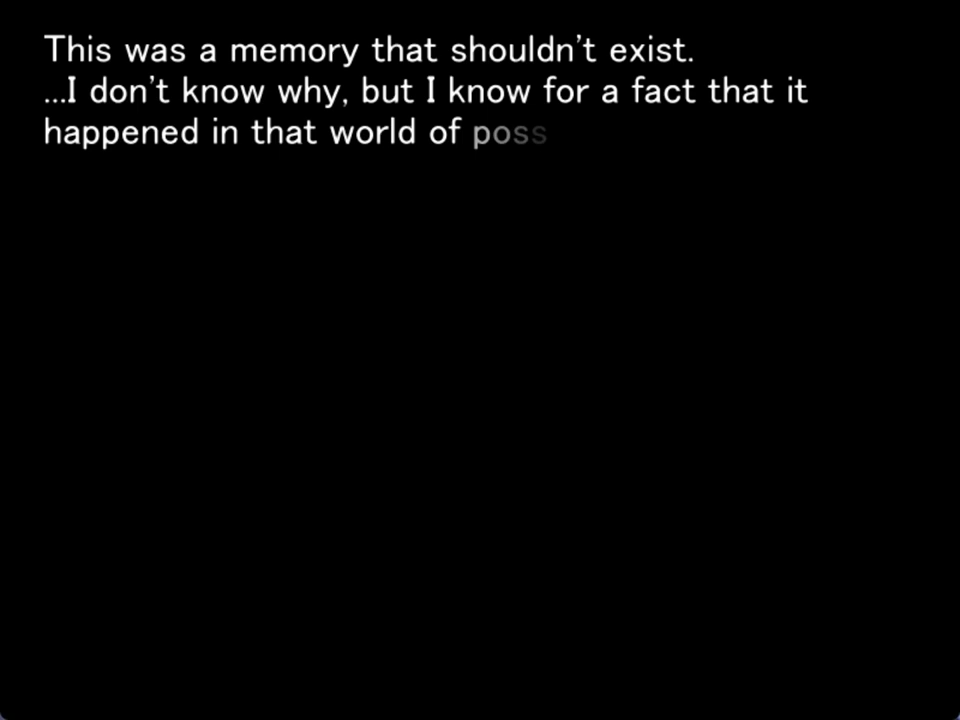 This was a memory that shouldn't exist.
...I don't know why, but I know for a fact that it
happened in that world of poss